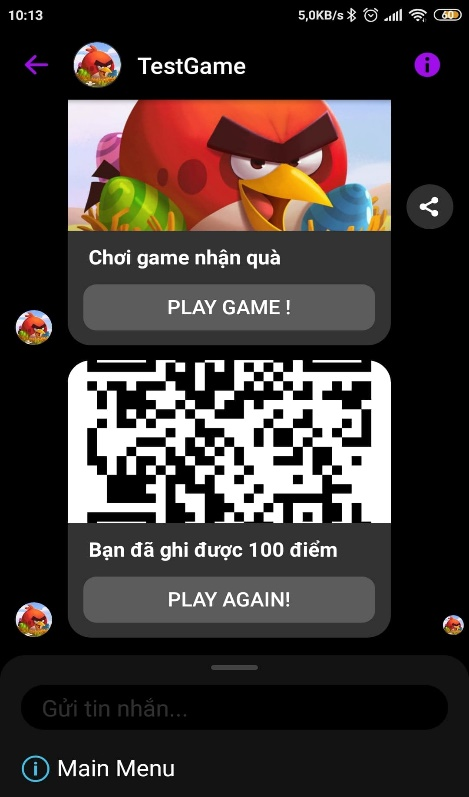 10:13
5,0KB/s
60
TestGame
Chơi game nhận quà
PLAY GAME !
Bạn đã ghi được 100 điểm
PLAY AGAIN!
Gửi tin nhắn...
Main Menu